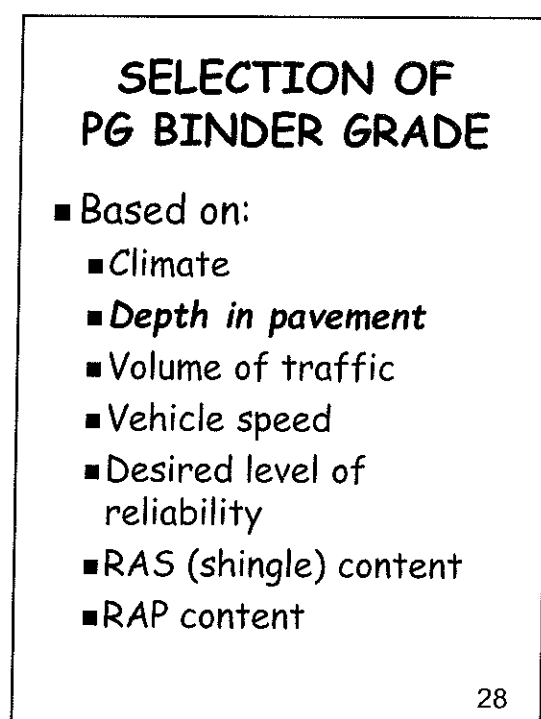 SELECTION OF
PG BINDER GRADE
■ Based on:
■ Climate
■ Depth in pavement
■ Volume of traffic
■ Vehicle speed
■ Desired level of
reliability
■ RAS (shingle) content
■ RAP content
28